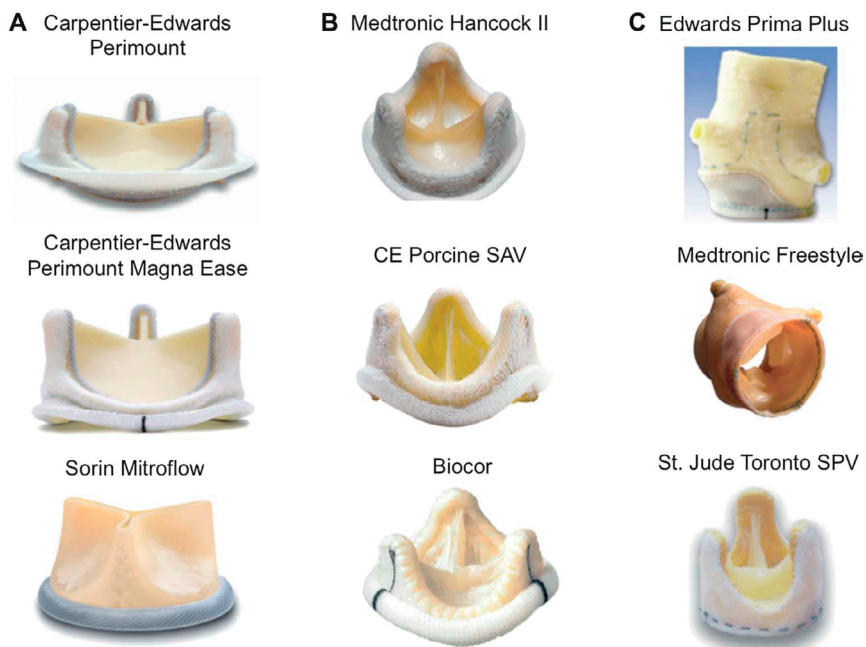 A
Carpentier-Edwards
Perimount
B
Medtronic Hancock II
C
Edwards Prima Plus
Carpentier-Edwards
Perimount Magna Ease
CE Porcine SAV
Medtronic Freestyle
Sorin Mitroflow
Biocor
St. Jude Toronto SPV